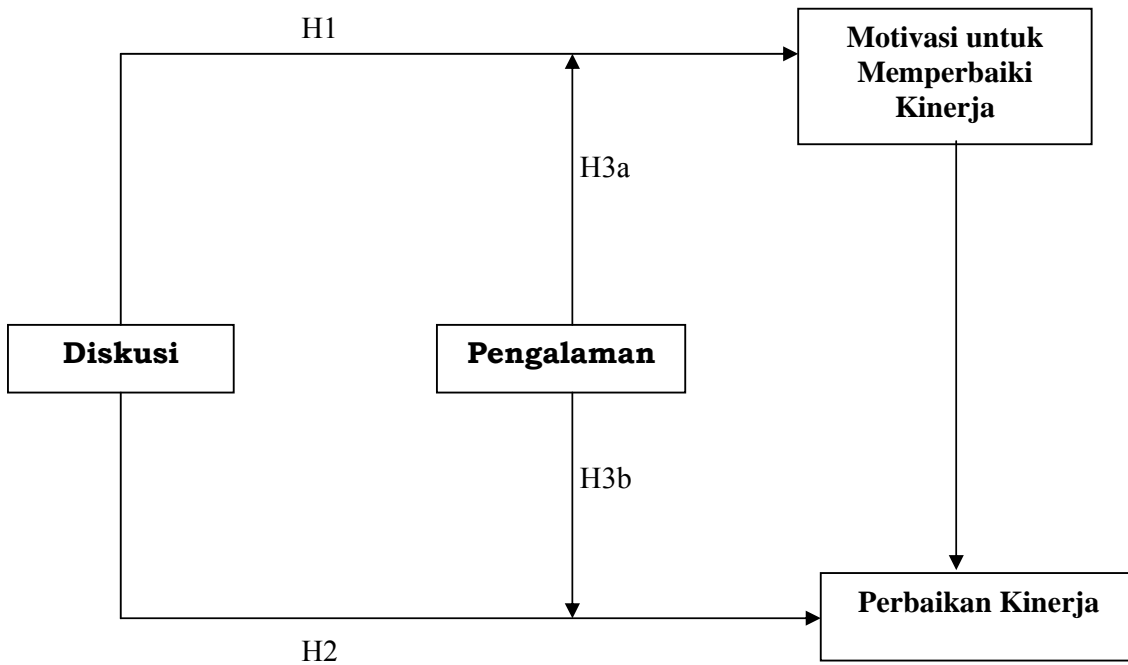 H1
Motivasi untuk
Memperbaiki
Kinerja
H3a
Diskusi
Pengalaman
H3b
Perbaikan Kinerja
H2